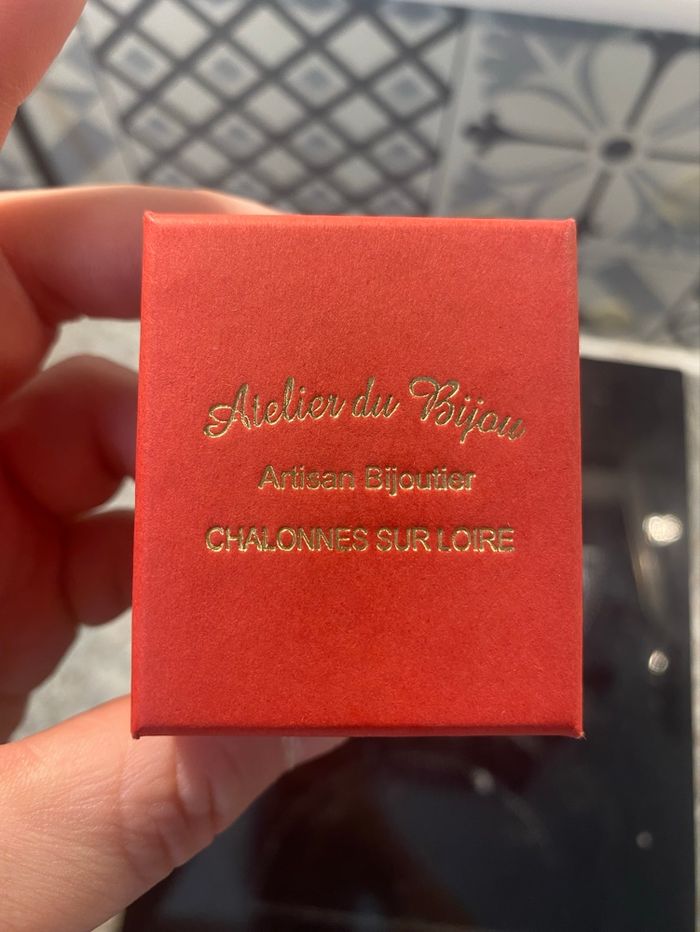 Atelier du Bijou
Artisan Bijoutier
CHALONNES SUR LOIRE